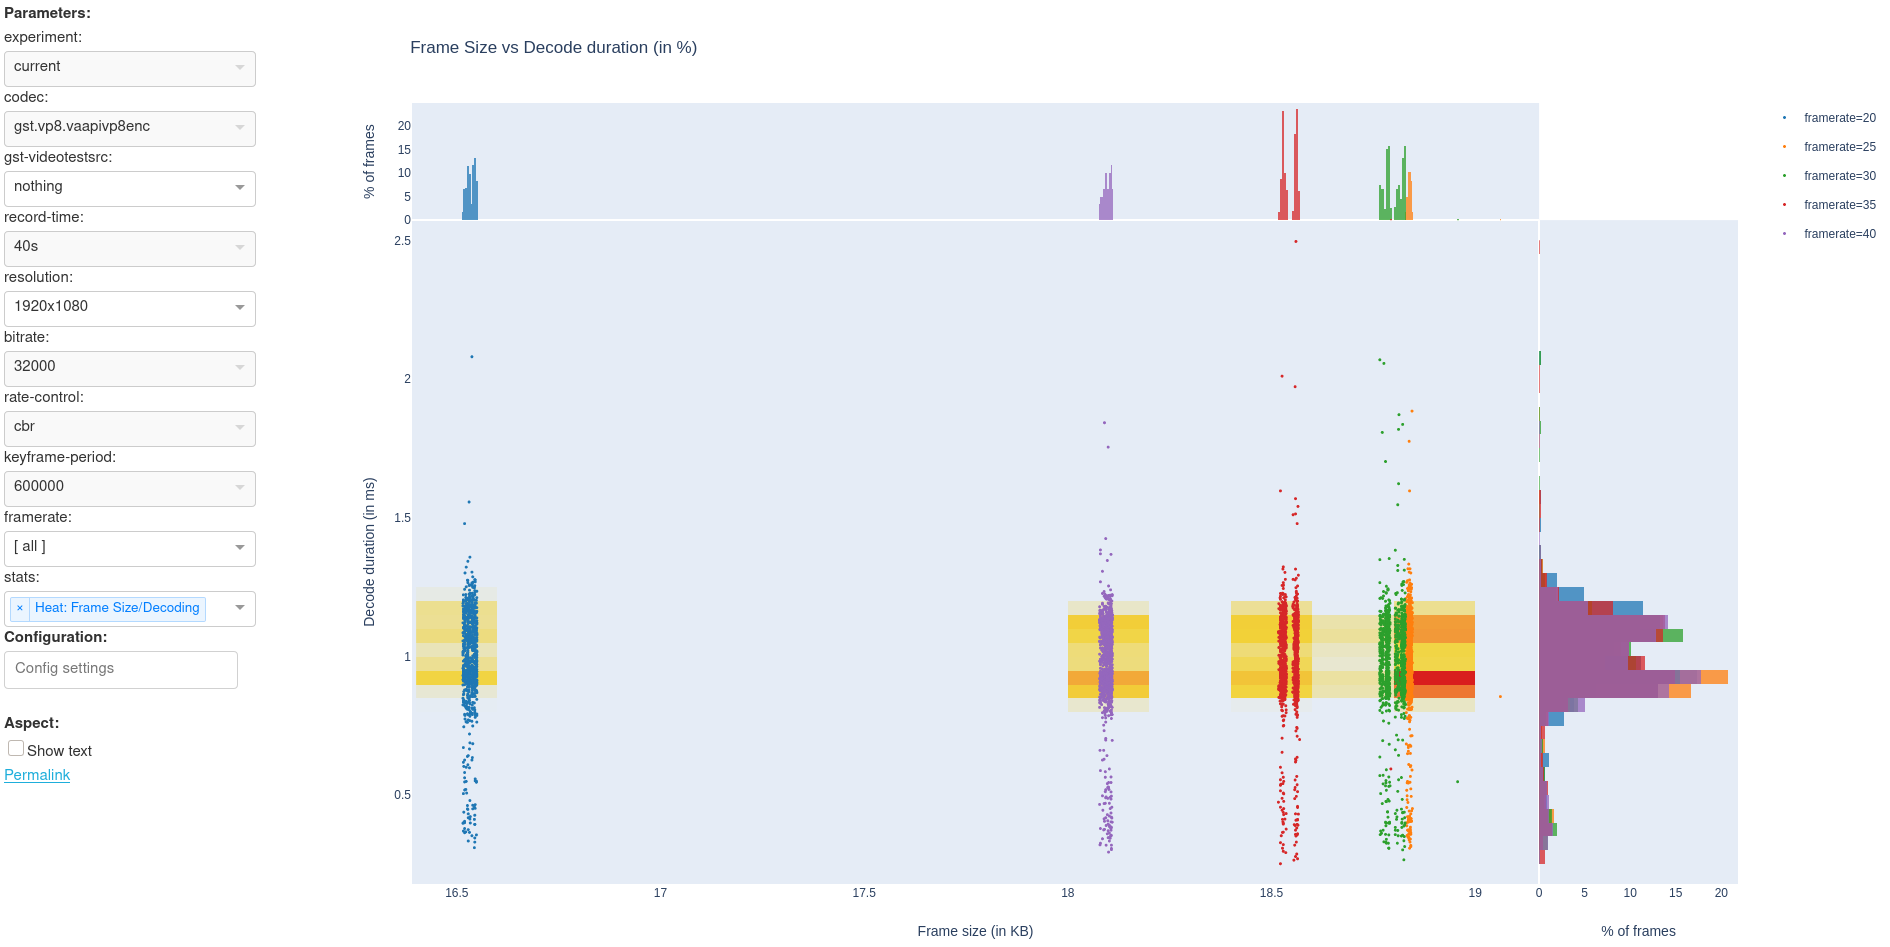 Parameters:
experiment:
current
codec:
gst.vp8.vaapivp8enc
gst-videotestsrc:
nothing
record-time:
40s
resolution:
1920x1080
bitrate:
32000
rate-control:
cbr
keyframe-period:
600000
framerate:
[ all ]
stats:
× Heat: Frame Size/Decoding
Configuration:
Config settings
Aspect:
Show text
Permalink
Frame Size vs Decode duration (in %)
% of frames
20
15
10
5
0
framerate=20
framerate=25
framerate=30
framerate=35
framerate=40
Decode duration (in ms)
2.5
2
1.5
1
0.5
16.5 17 17.5 18 18.5 19
Frame size (in KB)
0 5 10 15 20
% of frames